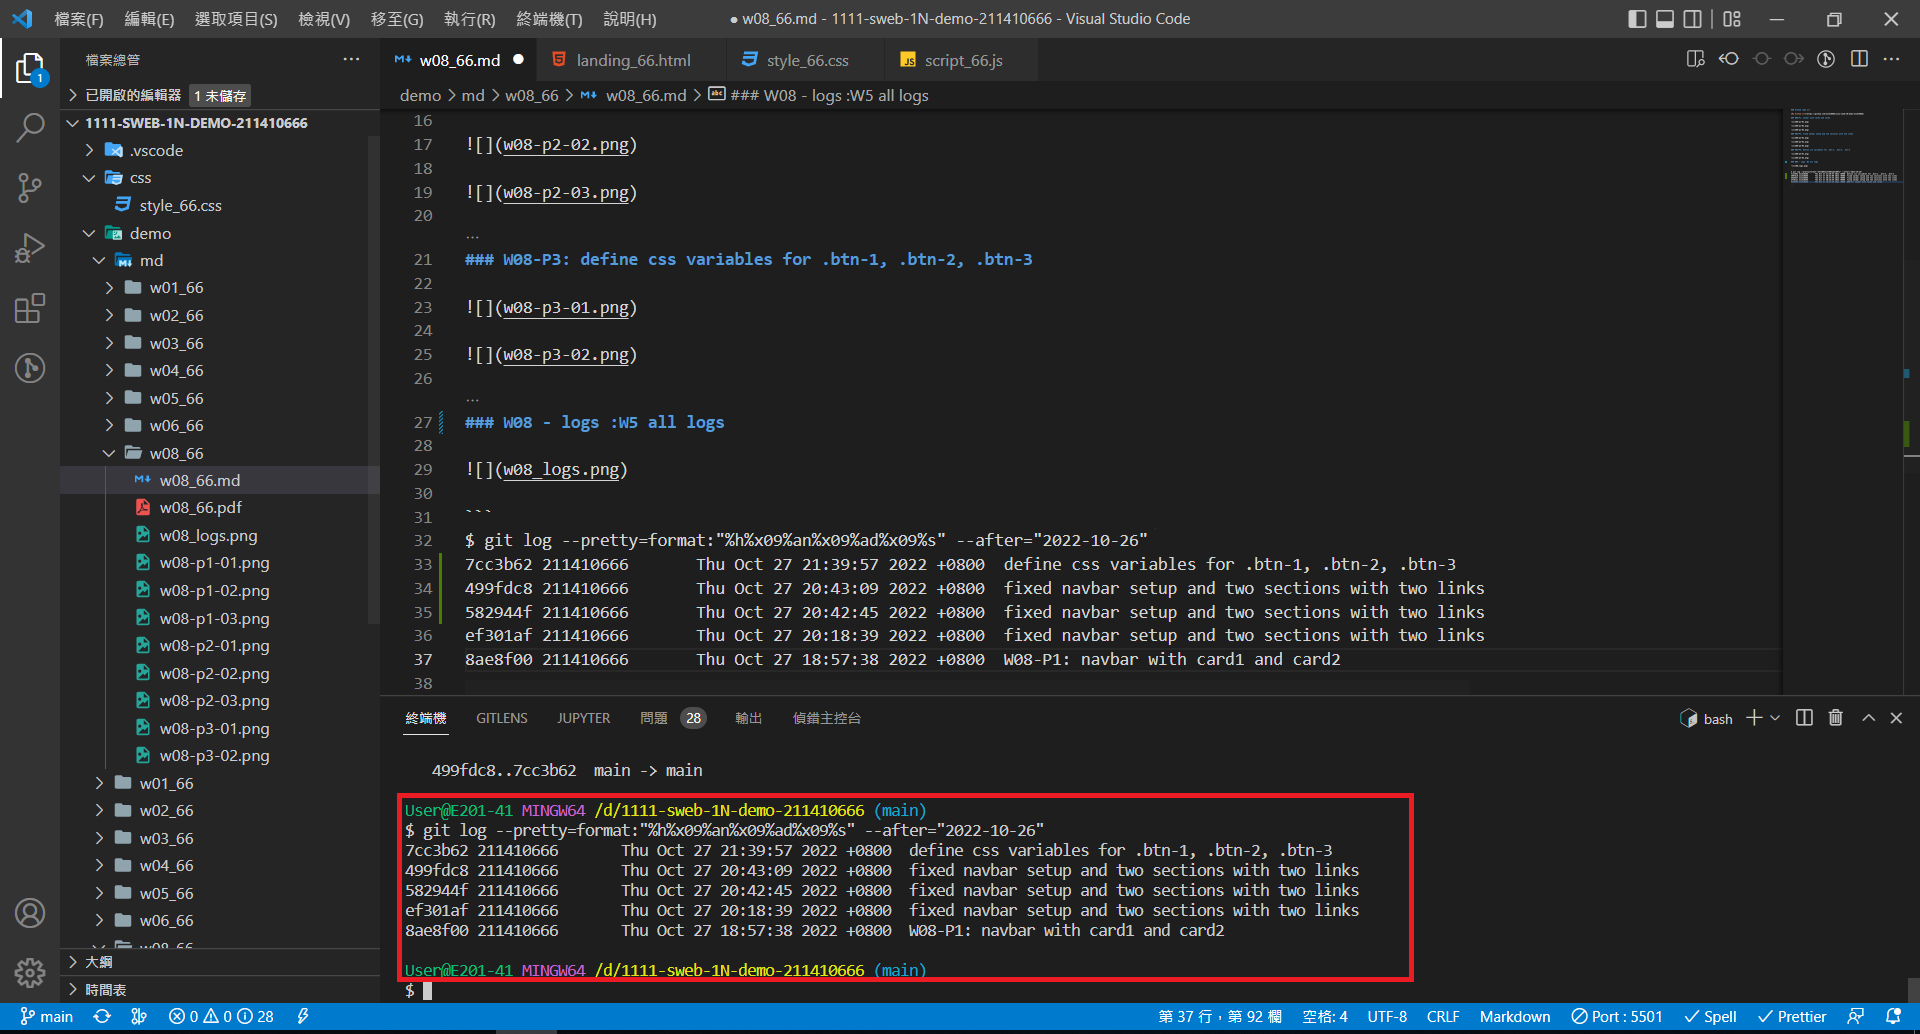 檔案(F) 編輯(E) 選取項目(S) 檢視(V) 移至(G) 執行(R) 終端機(T) 說明(H) ● w08_66.md - 1111-sweb-1N-demo-211410666 - Visual Studio Code
檔案總管 ···
已開啟的編輯器 1 未儲存
1111-SWEB-1N-DEMO-211410666
.vscode
css
style_66.css
demo
md
w01_66
w02_66
w03_66
w04_66
w05_66
w06_66
w08_66
w08_66.md
w08_66.pdf
w08_logs.png
w08-p1-01.png
w08-p1-02.png
w08-p1-03.png
w08-p2-01.png
w08-p2-02.png
w08-p2-03.png
w08-p3-01.png
w08-p3-02.png
w01_66
w02_66
w03_66
w04_66
w05_66
w06_66
w08_66
大綱
時間表
w08_66.md ● landing_66.html style_66.css script_66.js
demo > md > w08_66 > w08_66.md > ### W08 - logs :W5 all logs
16
17 ![](w08-p2-02.png)
18
19 ![](w08-p2-03.png)
20
...
21 ### W08-P3: define css variables for .btn-1, .btn-2, .btn-3
22
23 ![](w08-p3-01.png)
24
25 ![](w08-p3-02.png)
26
...
27 ### W08 - logs :W5 all logs
28
29 ![](w08_logs.png)
30
31 ```
32 $ git log --pretty=format:"%h%x09%an%x09%ad%x09%s" --after="2022-10-26"
33 7cc3b62 211410666 Thu Oct 27 21:39:57 2022 +0800 define css variables for .btn-1, .btn-2, .btn-3
34 499fdc8 211410666 Thu Oct 27 20:43:09 2022 +0800 fixed navbar setup and two sections with two links
35 582944f 211410666 Thu Oct 27 20:42:45 2022 +0800 fixed navbar setup and two sections with two links
36 ef301af 211410666 Thu Oct 27 20:18:39 2022 +0800 fixed navbar setup and two sections with two links
37 8ae8f00 211410666 Thu Oct 27 18:57:38 2022 +0800 W08-P1: navbar with card1 and card2
38
終端機 GITLENS JUPYTER 問題 28 輸出 偵錯主控台 bash
499fdc8..7cc3b62 main -> main
User@E201-41 MINGW64 /d/1111-sweb-1N-demo-211410666 (main)
$ git log --pretty=format:"%h%x09%an%x09%ad%x09%s" --after="2022-10-26"
7cc3b62 211410666 Thu Oct 27 21:39:57 2022 +0800 define css variables for .btn-1, .btn-2, .btn-3
499fdc8 211410666 Thu Oct 27 20:43:09 2022 +0800 fixed navbar setup and two sections with two links
582944f 211410666 Thu Oct 27 20:42:45 2022 +0800 fixed navbar setup and two sections with two links
ef301af 211410666 Thu Oct 27 20:18:39 2022 +0800 fixed navbar setup and two sections with two links
8ae8f00 211410666 Thu Oct 27 18:57:38 2022 +0800 W08-P1: navbar with card1 and card2
User@E201-41 MINGW64 /d/1111-sweb-1N-demo-211410666 (main)
$
main 0 0 28 第 37 行，第 92 欄 空格: 4 UTF-8 CRLF Markdown Port : 5501 Spell Prettier